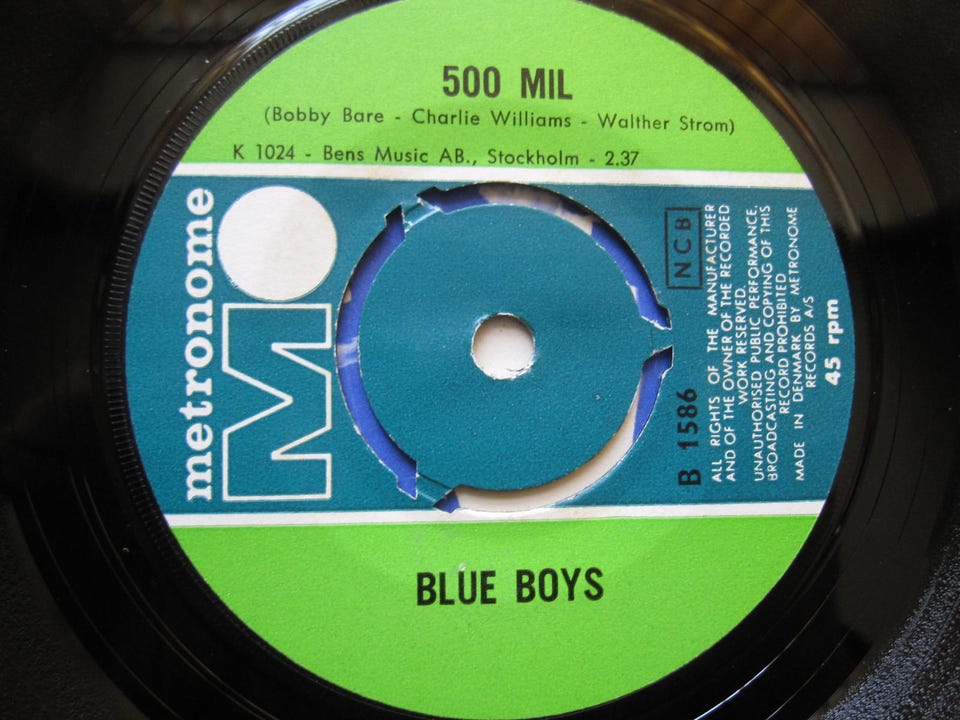 500 MIL
(Bobby Bare - Charlie Williams - Walther Strom)
K 1024 - Bens Music AB., Stockholm - 2.37
metronome
M
NCB
B 1586
ALL RIGHTS OF THE MANUFACTURER
AND OF THE OWNER OF THE RECORDED
WORK RESERVED.
UNAUTHORISED PUBLIC PERFORMANCE,
BROADCASTING AND COPYING OF THIS
RECORD PROHIBITED
MADE IN DENMARK BY METRONOME
RECORDS A/S
45 rpm
BLUE BOYS